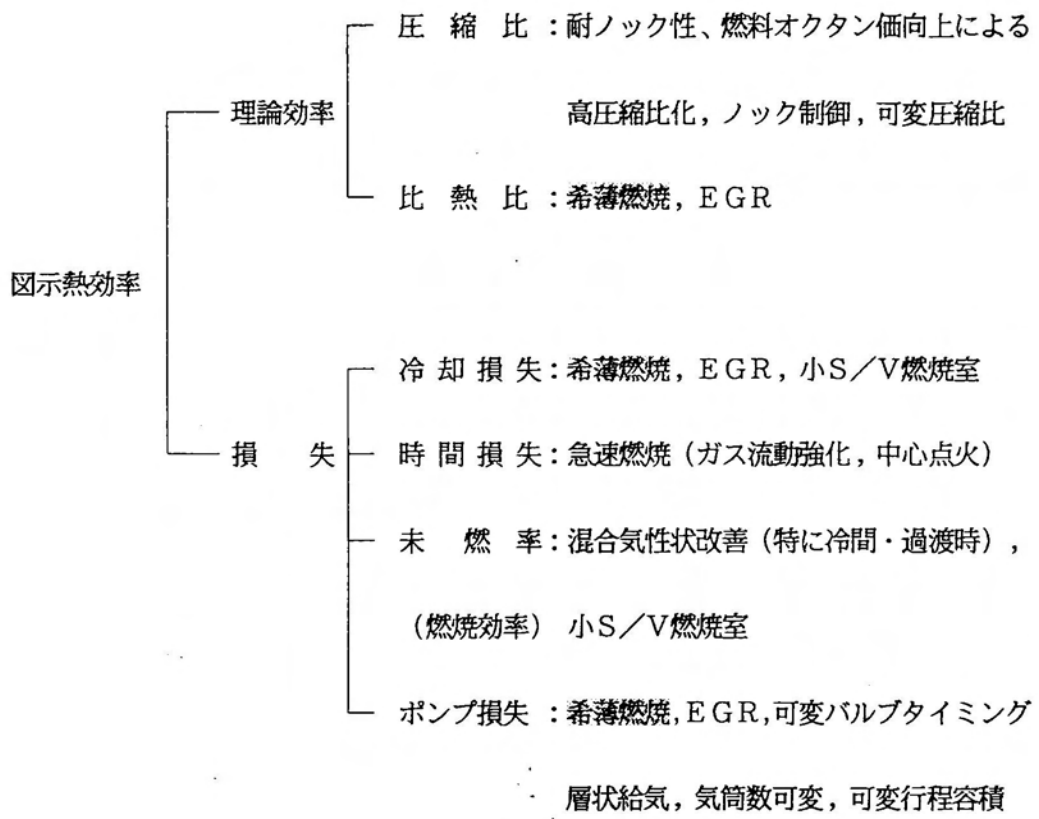 圧縮比：耐ノック性、燃料オクタン価向上による
理論効率
高圧縮比化，ノック制御，可変圧縮比
比熱比：希薄燃焼，ＥＧＲ
図示熱効率
冷却損失：希薄燃焼，ＥＧＲ，小Ｓ／Ｖ燃焼室
損失
時間損失：急速燃焼（ガス流動強化，中心点火）
未燃率：混合気性状改善（特に冷間・過渡時），
（燃焼効率） 小Ｓ／Ｖ燃焼室
ポンプ損失：希薄燃焼，ＥＧＲ，可変バルブタイミング
層状給気，気筒数可変，可変行程容積